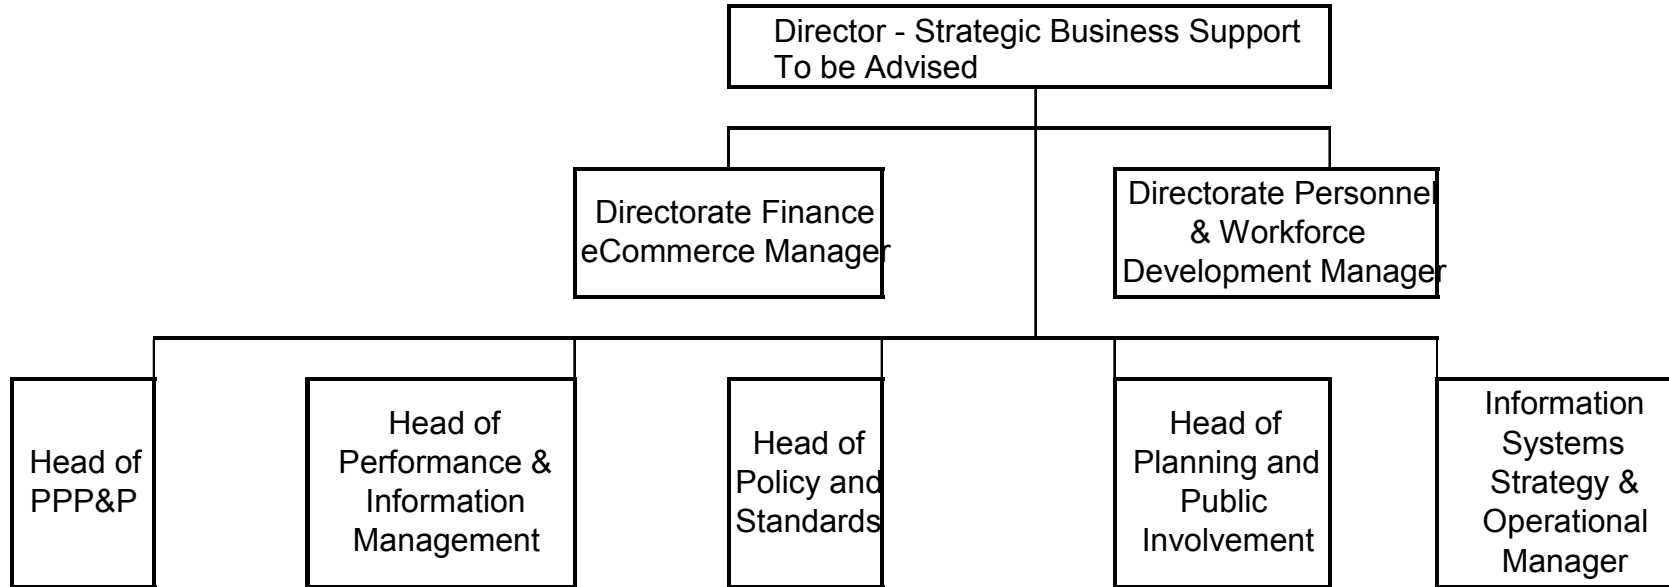 Director - Strategic Business Support
To be Advised
Directorate Finance
eCommerce Manager
Directorate Personnel
& Workforce
Development Manager
Head of
PPP&P
Head of
Performance &
Information
Management
Head of
Policy and
Standards
Head of
Planning and
Public
Involvement
Information
Systems
Strategy &
Operational
Manager